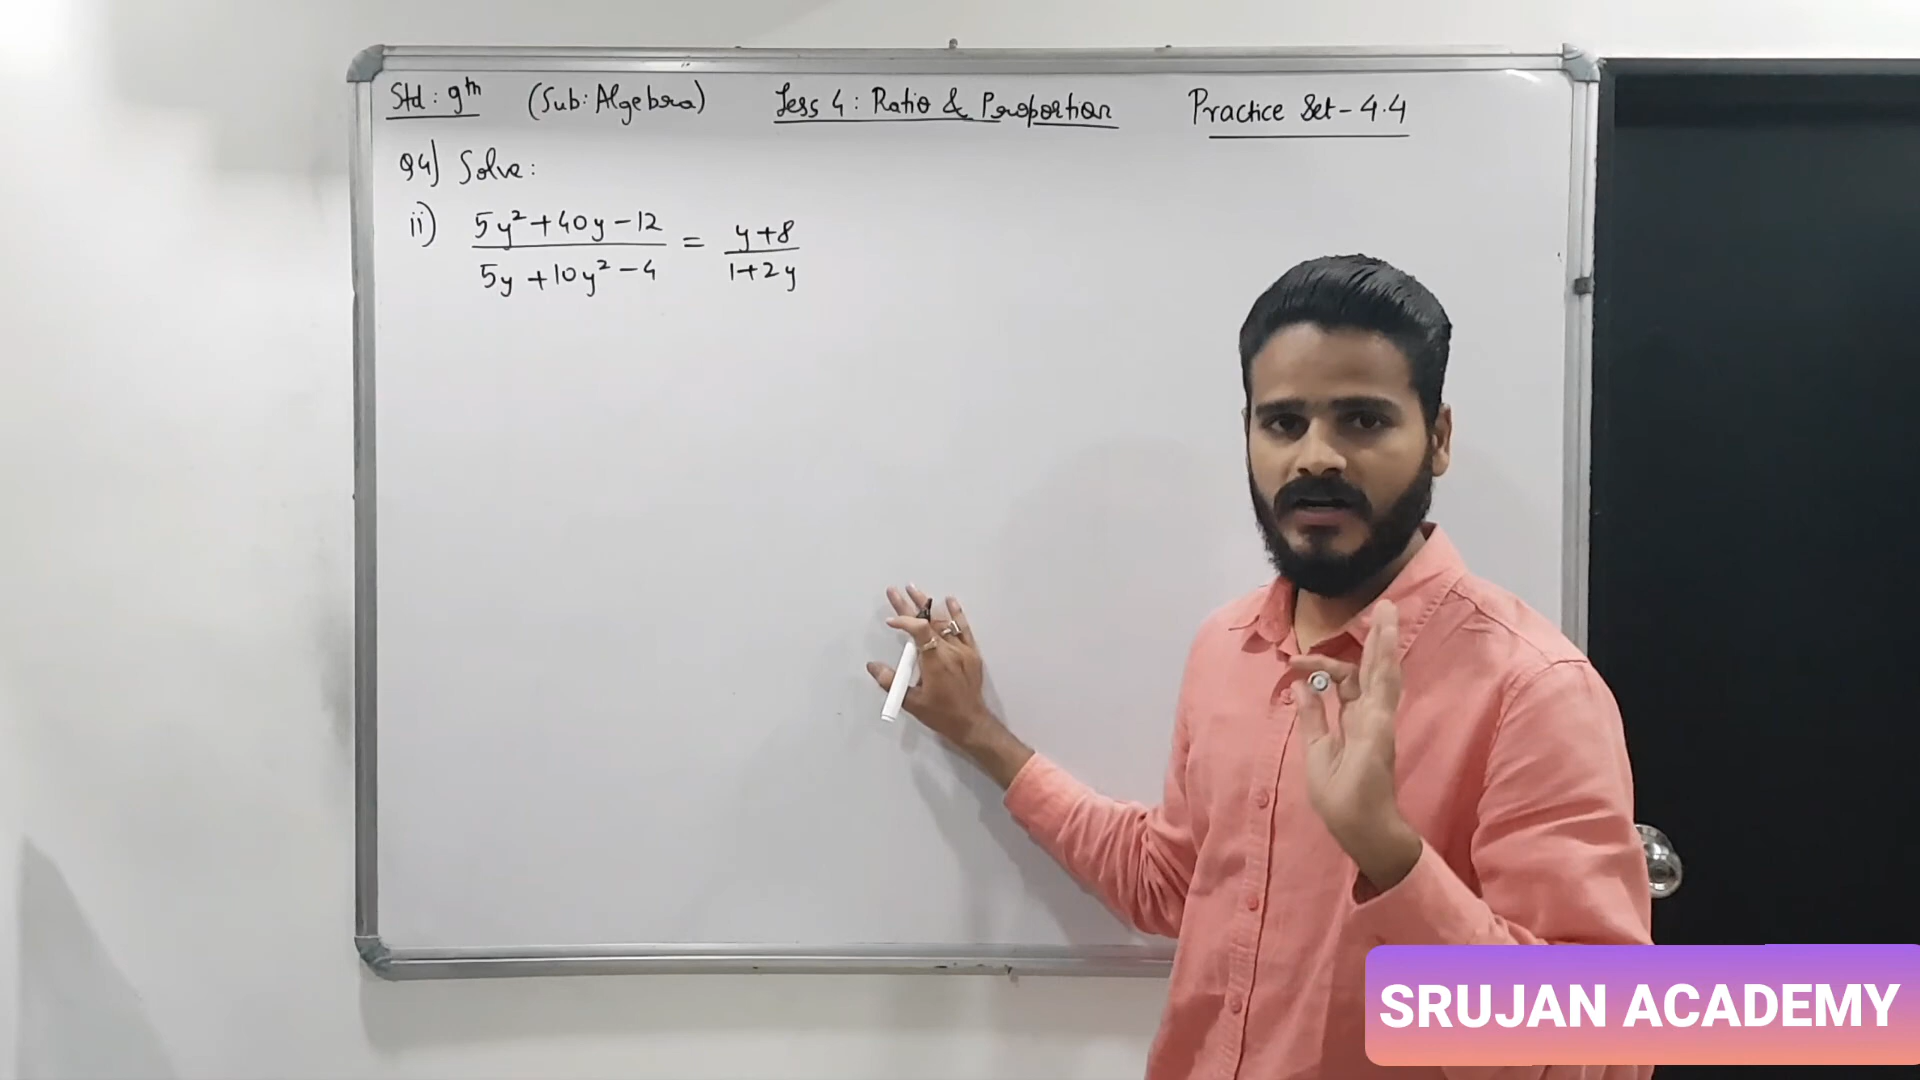 Std : 9th (Sub: Algebra) Less 4 : Ratio & Proportion Practice Set - 4.4
Q4) Solve :
ii) 5y² + 40y - 12 / 5y + 10y² - 4 = y + 8 / 1 + 2y
SRUJAN ACADEMY